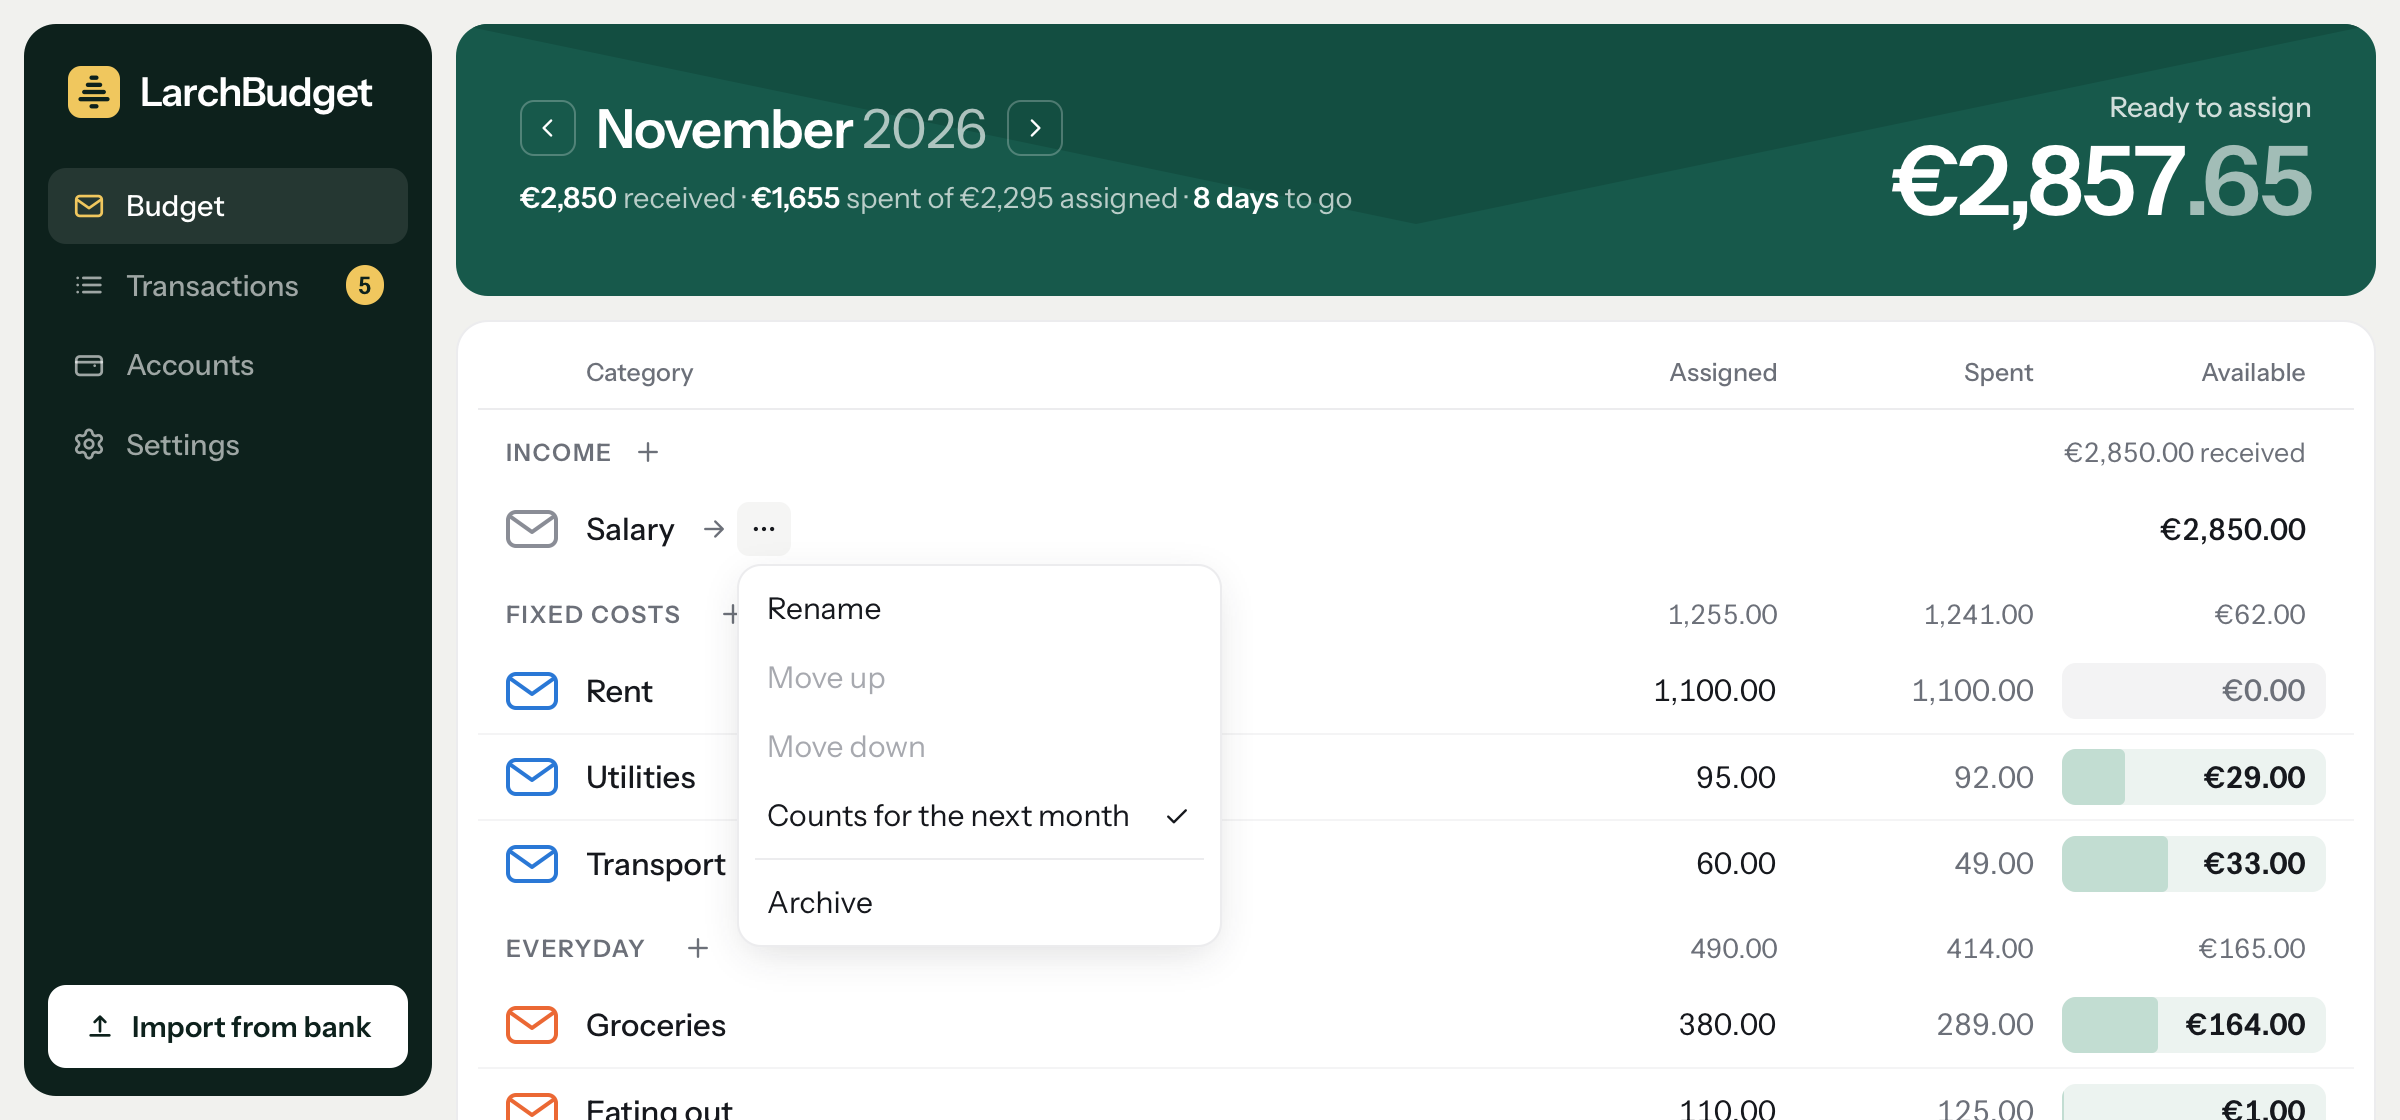 LarchBudget
Budget
Transactions 5
Accounts
Settings
Import from bank
November 2026
€2,850 received · €1,655 spent of €2,295 assigned · 8 days to go
Ready to assign
€2,857.65
Category Assigned Spent Available
INCOME €2,850.00 received
Salary €2,850.00
Rename
Move up
Move down
Counts for the next month
Archive
FIXED COSTS 1,255.00 1,241.00 €62.00
Rent 1,100.00 1,100.00 €0.00
Utilities 95.00 92.00 €29.00
Transport 60.00 49.00 €33.00
EVERYDAY 490.00 414.00 €165.00
Groceries 380.00 289.00 €164.00
Eating out 110.00 125.00 €1.00